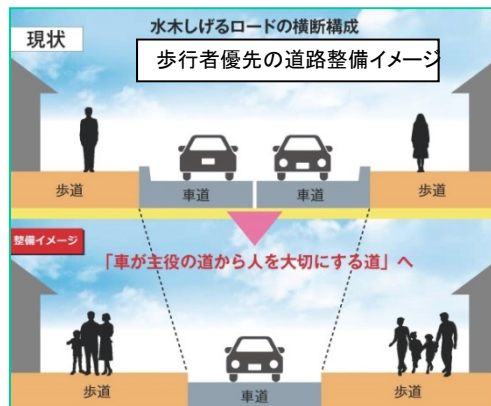 水木しげるロードの横断構成
現状
歩行者優先の道路整備イメージ
歩道
車道
車道
歩道
整備イメージ
「車が主役の道から人を大切にする道」へ
歩道
車道
歩道